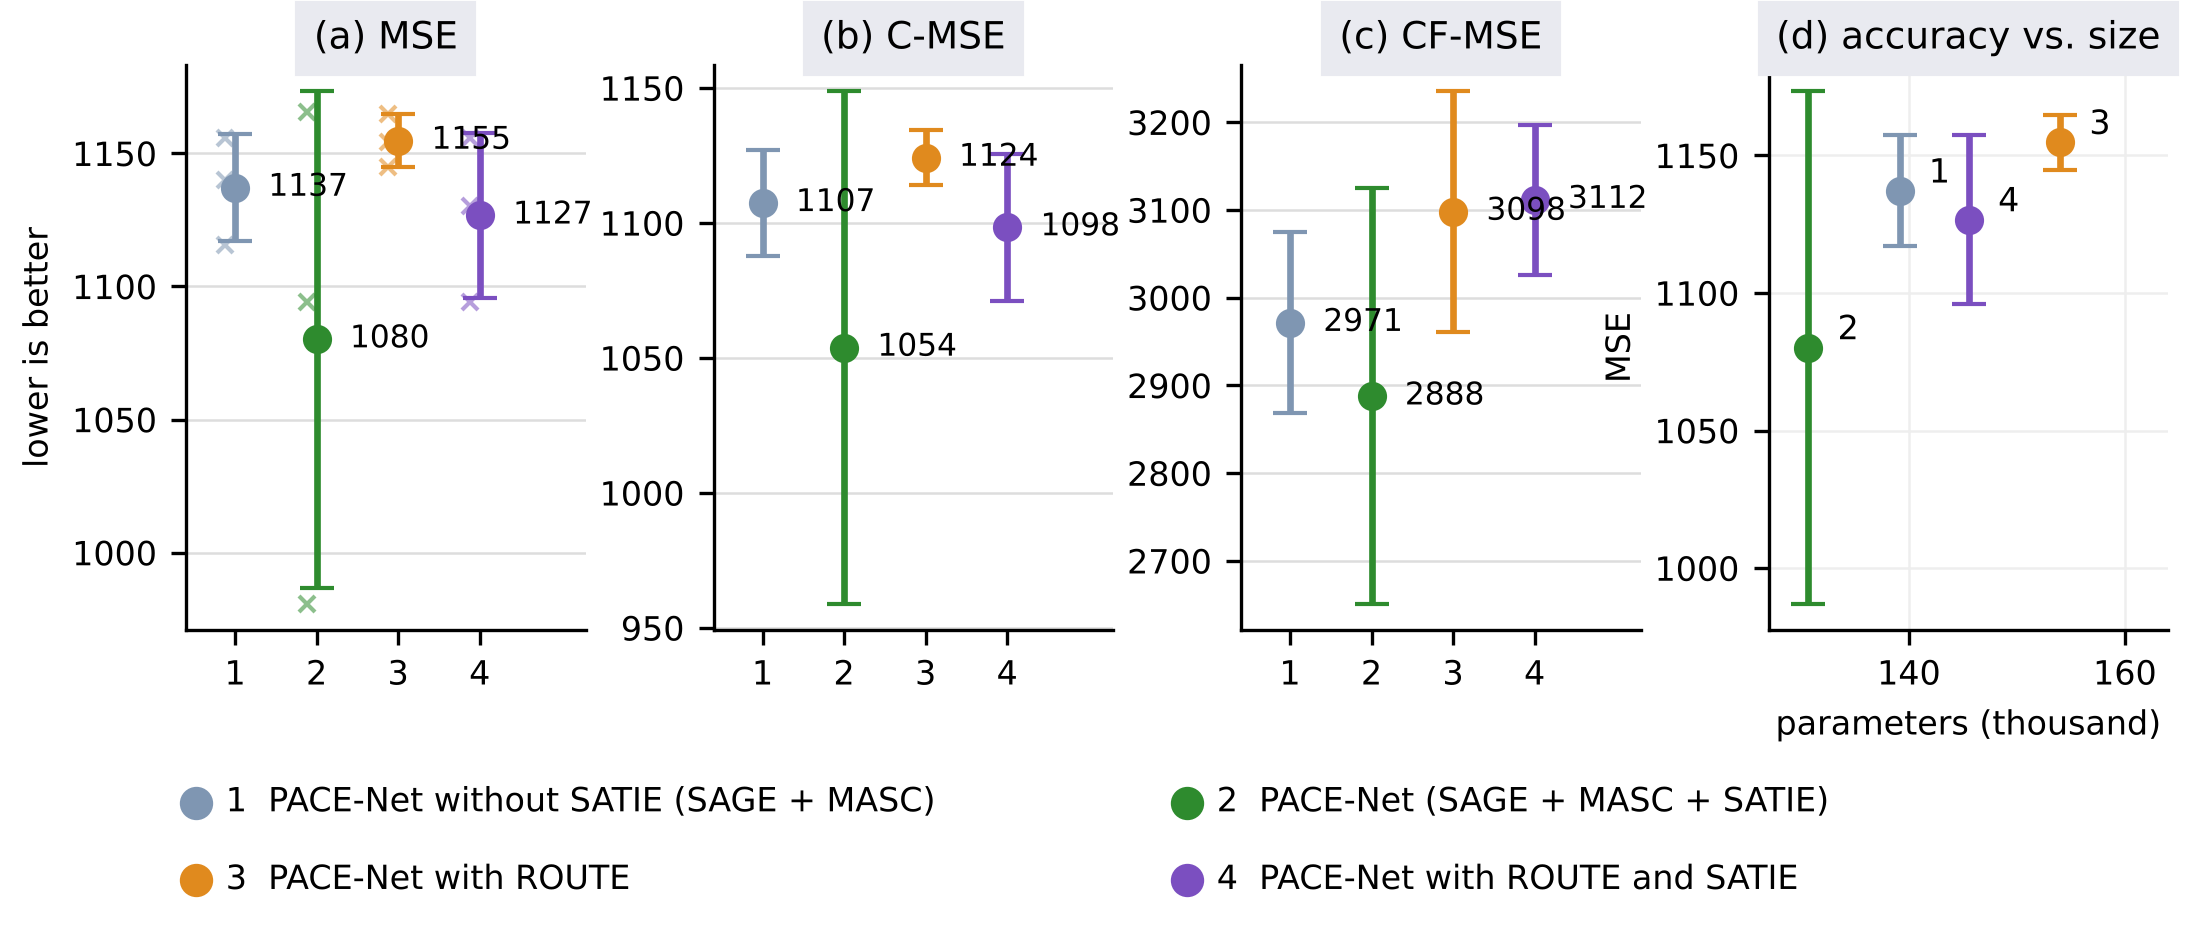 (a) MSE
(b) C-MSE
(c) CF-MSE
(d) accuracy vs. size
lower is better
1150
1100
1050
1000
1137
1080
1155
1127
1 2 3 4
1150
1100
1050
1000
950
1107
1054
1124
1098
1 2 3 4
3200
3100
3000
2900
2800
2700
2971
2888
3098
3112
1 2 3 4
MSE
1150
1100
1050
1000
1
2
3
4
140 160
parameters (thousand)
1 PACE-Net without SATIE (SAGE + MASC)
2 PACE-Net (SAGE + MASC + SATIE)
3 PACE-Net with ROUTE
4 PACE-Net with ROUTE and SATIE